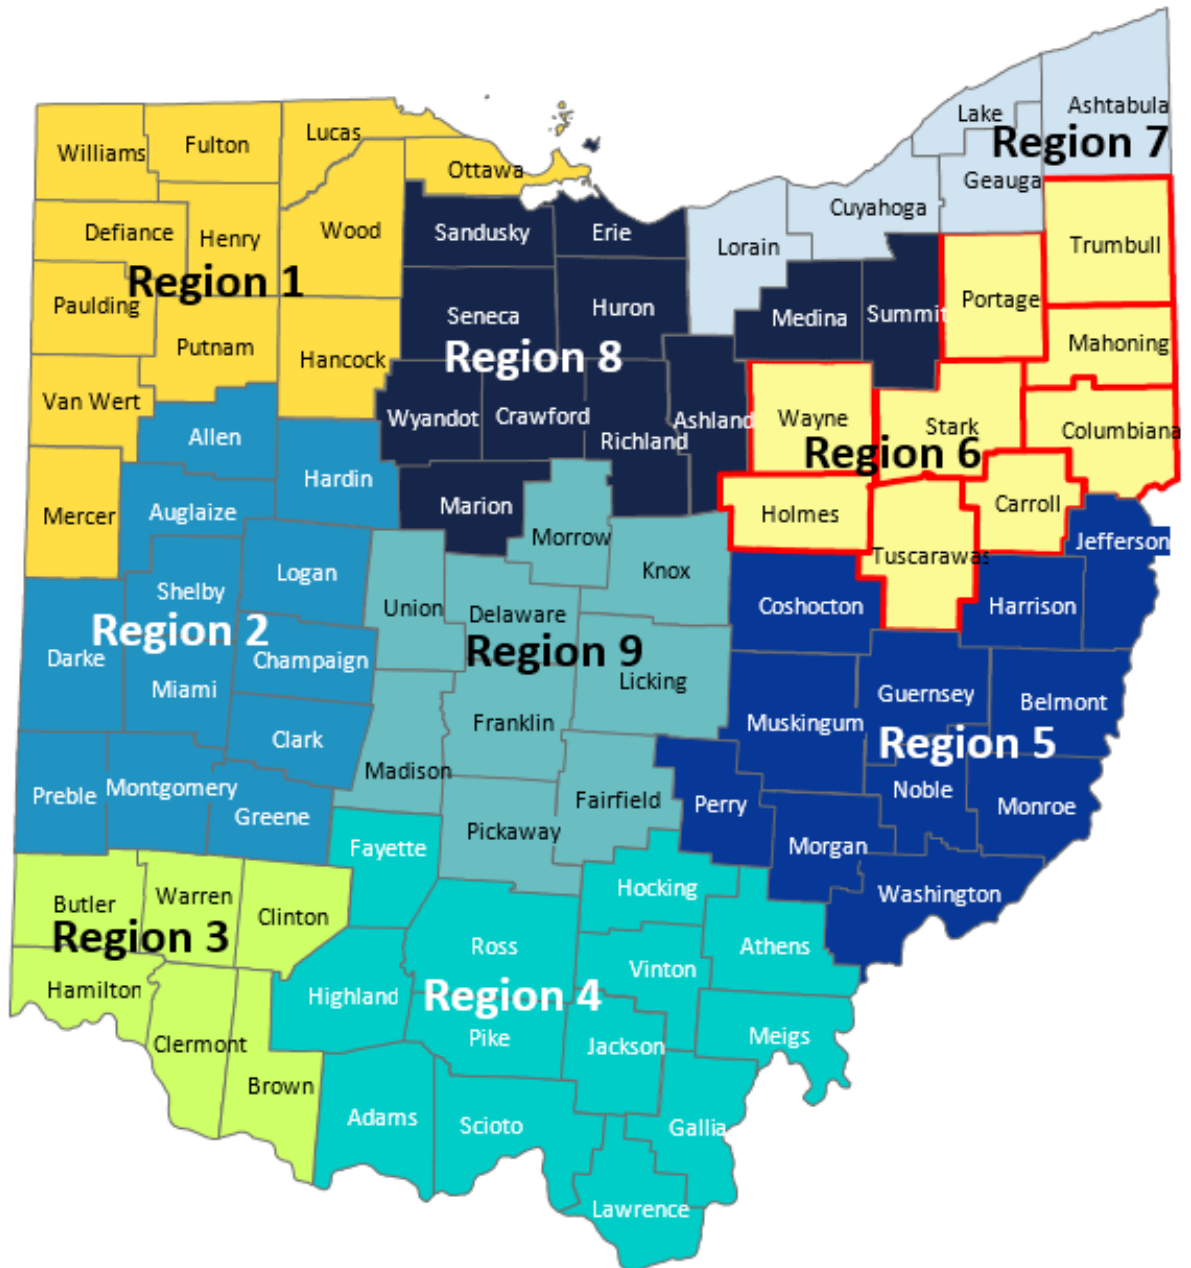 Lake
Ashtabula
Region 7
Williams
Fulton
Lucas
Ottawa
Geauga
Cuyahoga
Defiance
Henry
Wood
Sandusky
Erie
Lorain
Trumbull
Region 1
Paulding
Seneca
Huron
Medina
Summit
Portage
Putnam
Hancock
Region 8
Mahoning
Van Wert
Allen
Wyandot
Crawford
Richland
Ashland
Wayne
Stark
Columbiana
Region 6
Hardin
Mercer
Auglaize
Marion
Morrow
Holmes
Carroll
Jefferson
Tuscarawas
Logan
Knox
Shelby
Union
Delaware
Coshocton
Harrison
Region 2
Region 9
Darke
Champaign
Miami
Licking
Guernsey
Belmont
Franklin
Muskingum
Region 5
Clark
Madison
Preble
Montgomery
Greene
Fairfield
Perry
Noble
Monroe
Pickaway
Fayette
Morgan
Hocking
Washington
Butler
Warren
Clinton
Region 3
Ross
Athens
Vinton
Hamilton
Highland
Region 4
Pike
Jackson
Meigs
Clermont
Brown
Adams
Scioto
Gallia
Lawrence